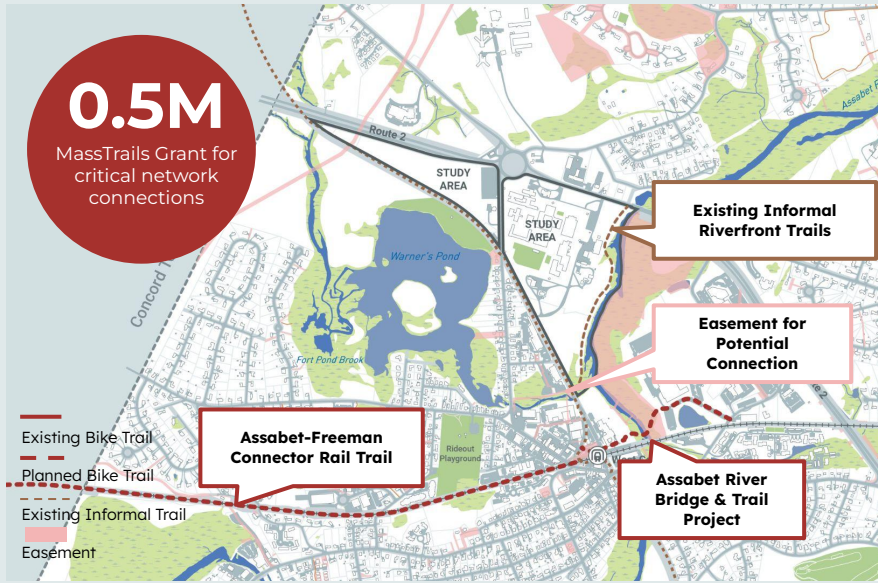 0.5M
MassTrails Grant for
critical network
connections
Route 2
STUDY
AREA
STUDY
AREA
Assabet
Existing Informal
Riverfront Trails
Warner's Pond
Concord
Easement for
Potential
Connection
Fort Pond Brook
Existing Bike Trail
Planned Bike Trail
Existing Informal Trail
Easement
Assabet-Freeman
Connector Rail Trail
Rideout
Playground
West
Assabet River
Bridge & Trail
Project